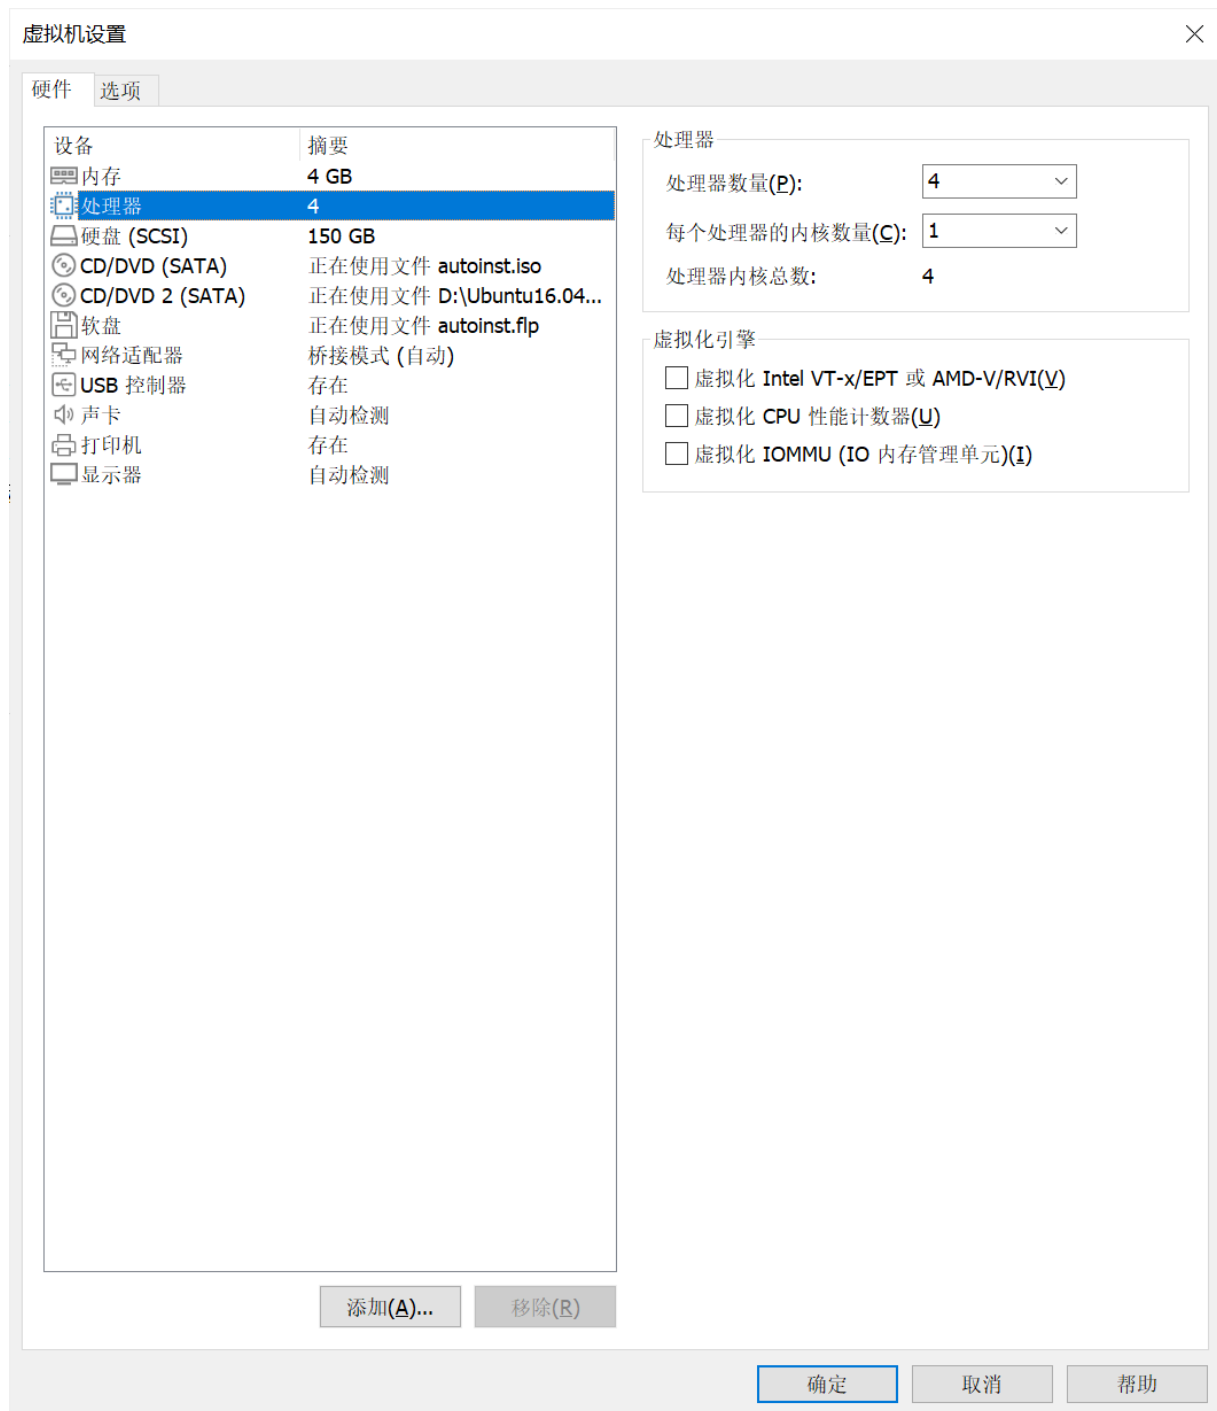 虚拟机设置
硬件 选项
设备 摘要
内存 4 GB
处理器 4
硬盘 (SCSI) 150 GB
CD/DVD (SATA) 正在使用文件 autoinst.iso
CD/DVD 2 (SATA) 正在使用文件 D:\Ubuntu16.04...
软盘 正在使用文件 autoinst.flp
网络适配器 桥接模式 (自动)
USB 控制器 存在
声卡 自动检测
打印机 存在
显示器 自动检测
添加(A)... 移除(R)
处理器
处理器数量(P): 4
每个处理器的内核数量(C): 1
处理器内核总数: 4
虚拟化引擎
虚拟化 Intel VT-x/EPT 或 AMD-V/RVI(V)
虚拟化 CPU 性能计数器(U)
虚拟化 IOMMU (IO 内存管理单元)(I)
确定 取消 帮助